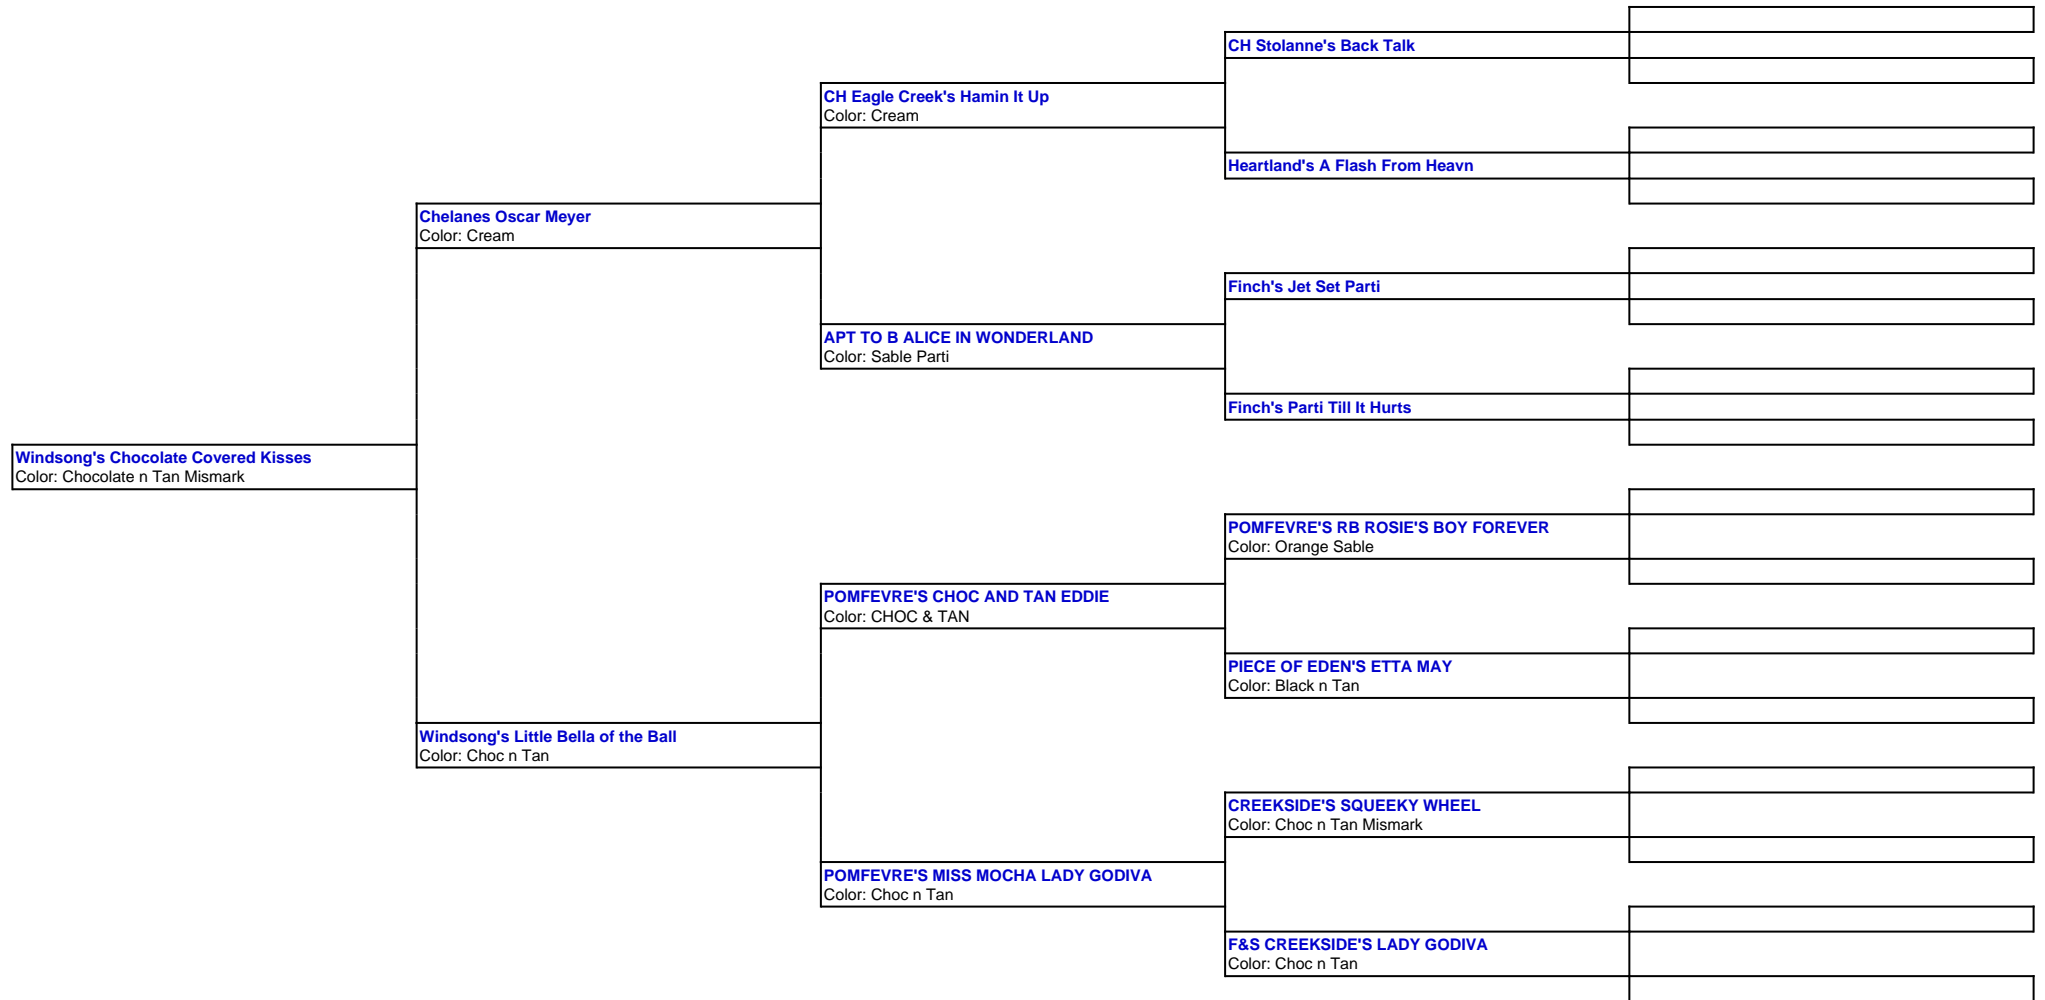 CH Stolanne's Back Talk
CH Eagle Creek's Hamin It Up
Color: Cream
Heartland's A Flash From Heavn
Chelanes Oscar Meyer
Color: Cream
Finch's Jet Set Parti
APT TO B ALICE IN WONDERLAND
Color: Sable Parti
Finch's Parti Till It Hurts
Windsong's Chocolate Covered Kisses
Color: Chocolate n Tan Mismark
POMFEVRE'S RB ROSIE'S BOY FOREVER
Color: Orange Sable
POMFEVRE'S CHOC AND TAN EDDIE
Color: CHOC & TAN
PIECE OF EDEN'S ETTA MAY
Color: Black n Tan
Windsong's Little Bella of the Ball
Color: Choc n Tan
CREEKSIDE'S SQUEEKY WHEEL
Color: Choc n Tan Mismark
POMFEVRE'S MISS MOCHA LADY GODIVA
Color: Choc n Tan
F&S CREEKSIDE'S LADY GODIVA
Color: Choc n Tan